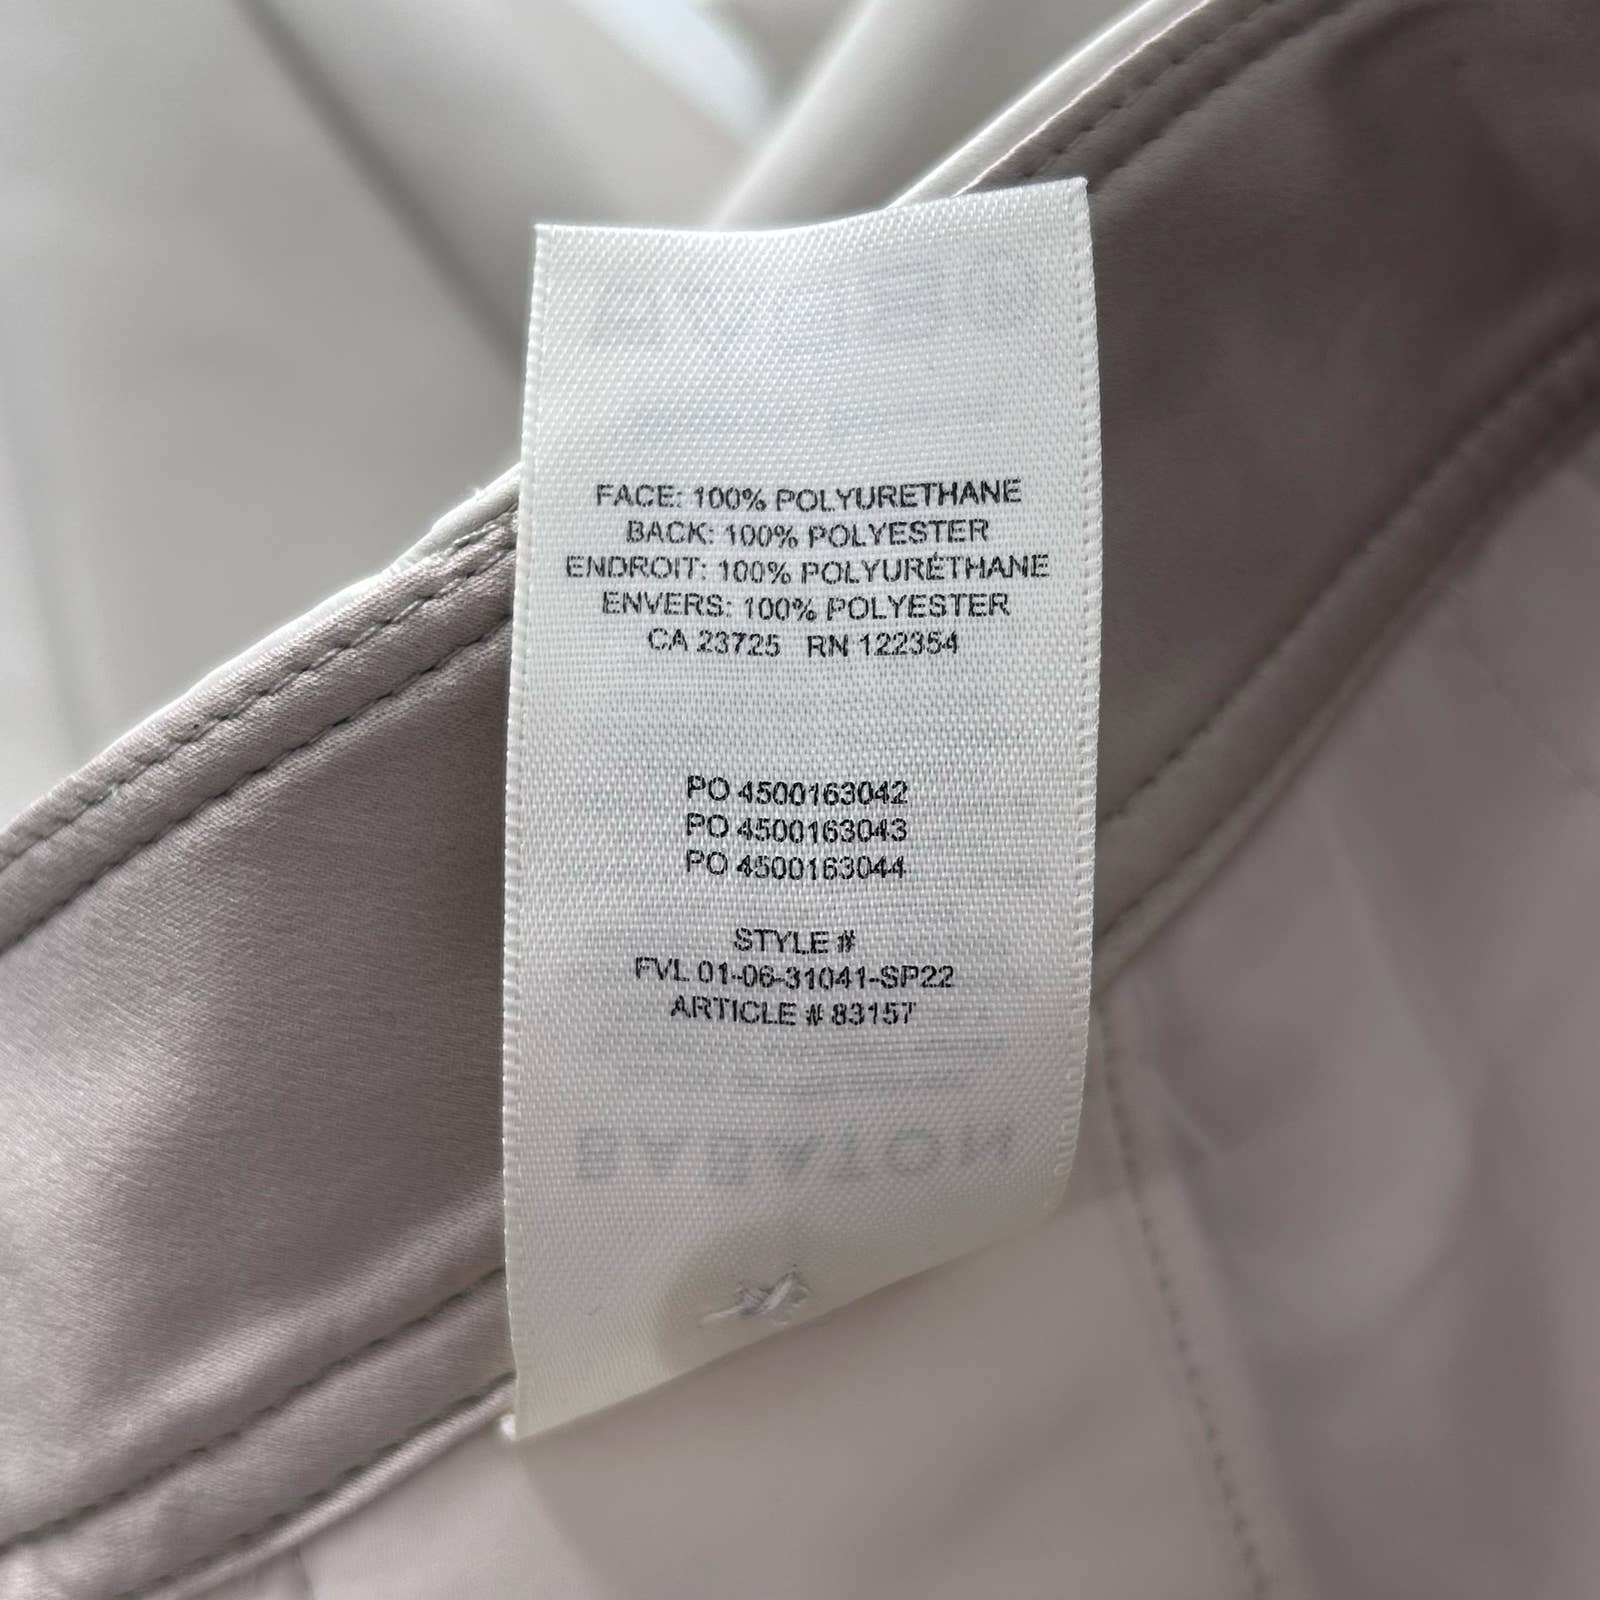 FACE: 100% POLYURETHANE
BACK: 100% POLYESTER
ENDROIT: 100% POLYURÉTHANE
ENVERS: 100% POLYESTER
CA 23725 RN 122354
PO 4500163042
PO 4500163043
PO 4500163044
STYLE #
FVL 01-06-31041-SP22
ARTICLE # 83157